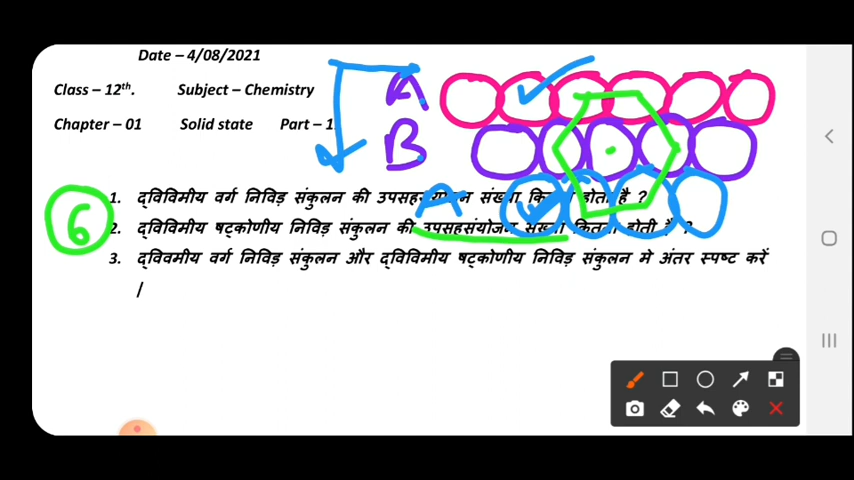 Date – 4/08/2021
Class – 12th. Subject – Chemistry
Chapter – 01 Solid state Part – 1
A
B
A
6
1. द्विविमीय वर्ग निविड़ संकुलन की उपसहसंयोजन संख्या कितनी होती है ?
2. द्विविमीय षट्कोणीय निविड़ संकुलन की उपसहसंयोजन संख्या कितनी होती है ?
3. द्विवमीय वर्ग निविड़ संकुलन और द्विविमीय षट्कोणीय निविड़ संकुलन मे अंतर स्पष्ट करें
|